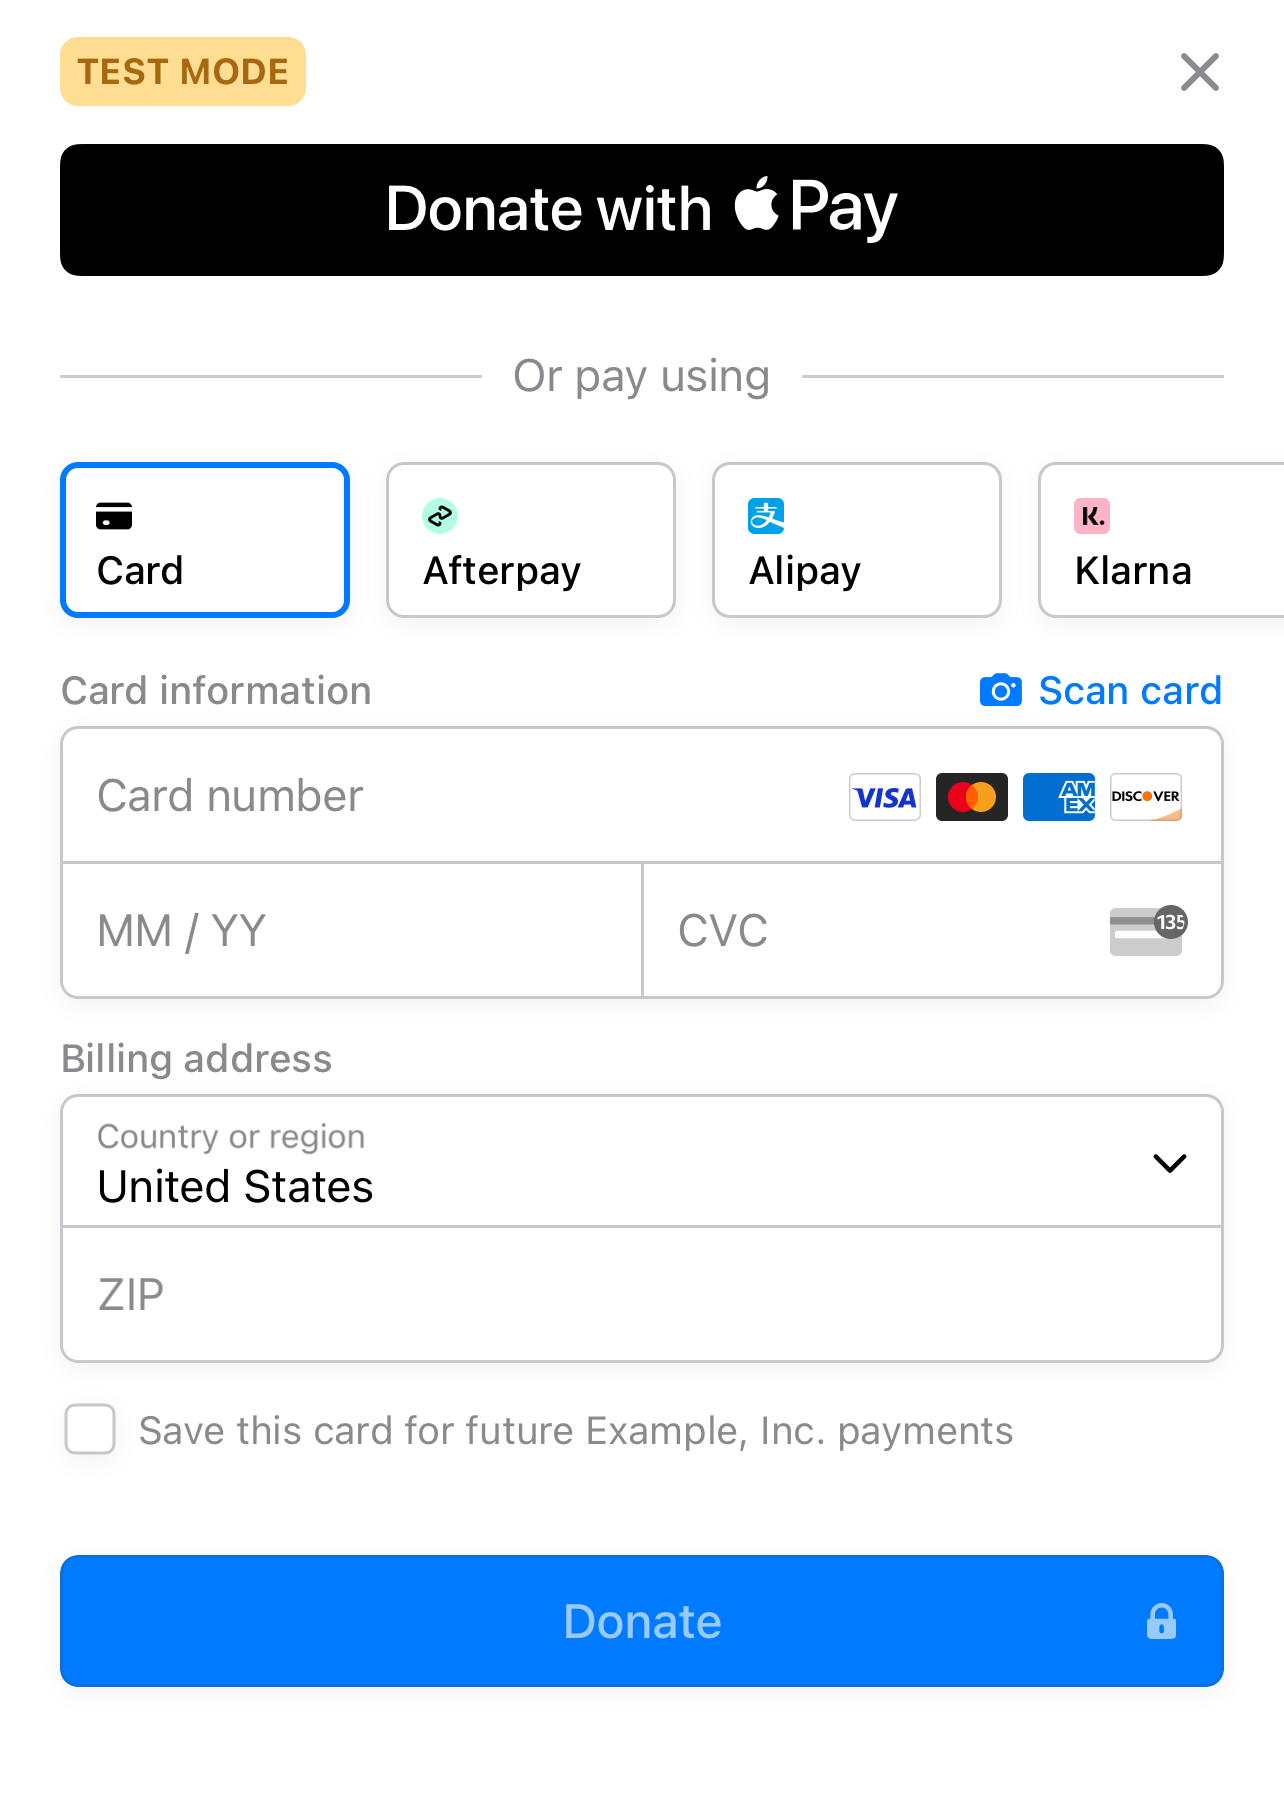 TEST MODE
Donate with Pay
Or pay using
Card
Afterpay
支
Alipay
K.
Klarna
Card information
Scan card
Card number
VISA
AM
EX
DISCOVER
MM / YY
CVC
135
Billing address
Country or region
United States
ZIP
Save this card for future Example, Inc. payments
Donate